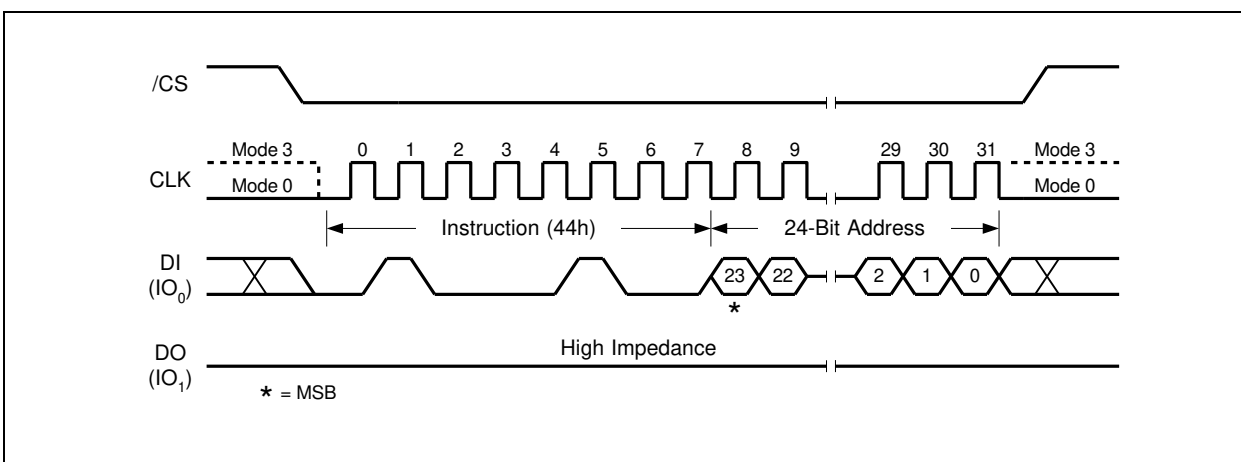 /CS
Mode 3 0 1 2 3 4 5 6 7 8 9 29 30 31 Mode 3
CLK
Mode 0 Mode 0
Instruction (44h) 24-Bit Address
DI
(IO0)
23 22 2 1 0
*
High Impedance
DO
(IO1)
* = MSB